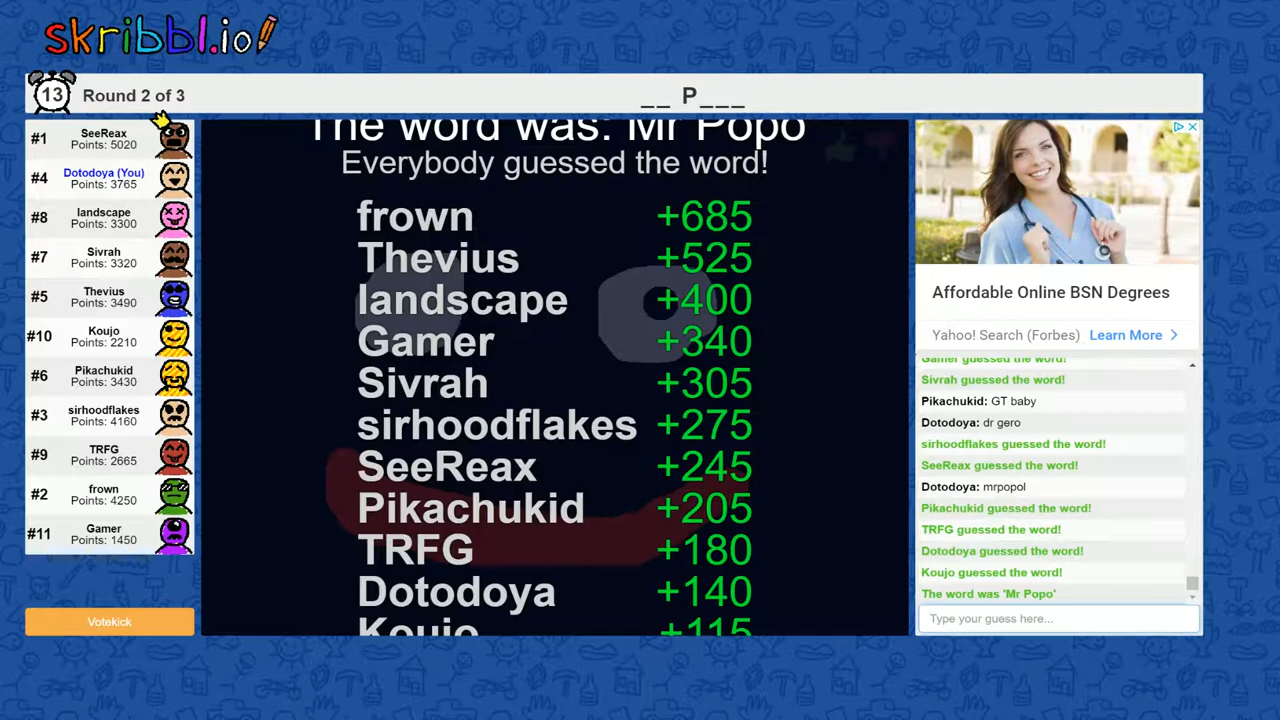 skribbl.io!
13
Round 2 of 3
__ P___
#1
SeeReax
Points: 5020
#4
Dotodoya (You)
Points: 3765
#8
landscape
Points: 3300
#7
Sivrah
Points: 3320
#5
Thevius
Points: 3490
#10
Koujo
Points: 2210
#6
Pikachukid
Points: 3430
#3
sirhoodflakes
Points: 4160
#9
TRFG
Points: 2665
#2
frown
Points: 4250
#11
Gamer
Points: 1450
Votekick
The word was: Mr Popo
Everybody guessed the word!
frown +685
Thevius +525
landscape +400
Gamer +340
Sivrah +305
sirhoodflakes +275
SeeReax +245
Pikachukid +205
TRFG +180
Dotodoya +140
Koujo +115
Affordable Online BSN Degrees
Yahoo! Search (Forbes) Learn More >
Gamer guessed the word!
Sivrah guessed the word!
Pikachukid: GT baby
Dotodoya: dr gero
sirhoodflakes guessed the word!
SeeReax guessed the word!
Dotodoya: mrpopol
Pikachukid guessed the word!
TRFG guessed the word!
Dotodoya guessed the word!
Koujo guessed the word!
The word was 'Mr Popo'
Type your guess here...